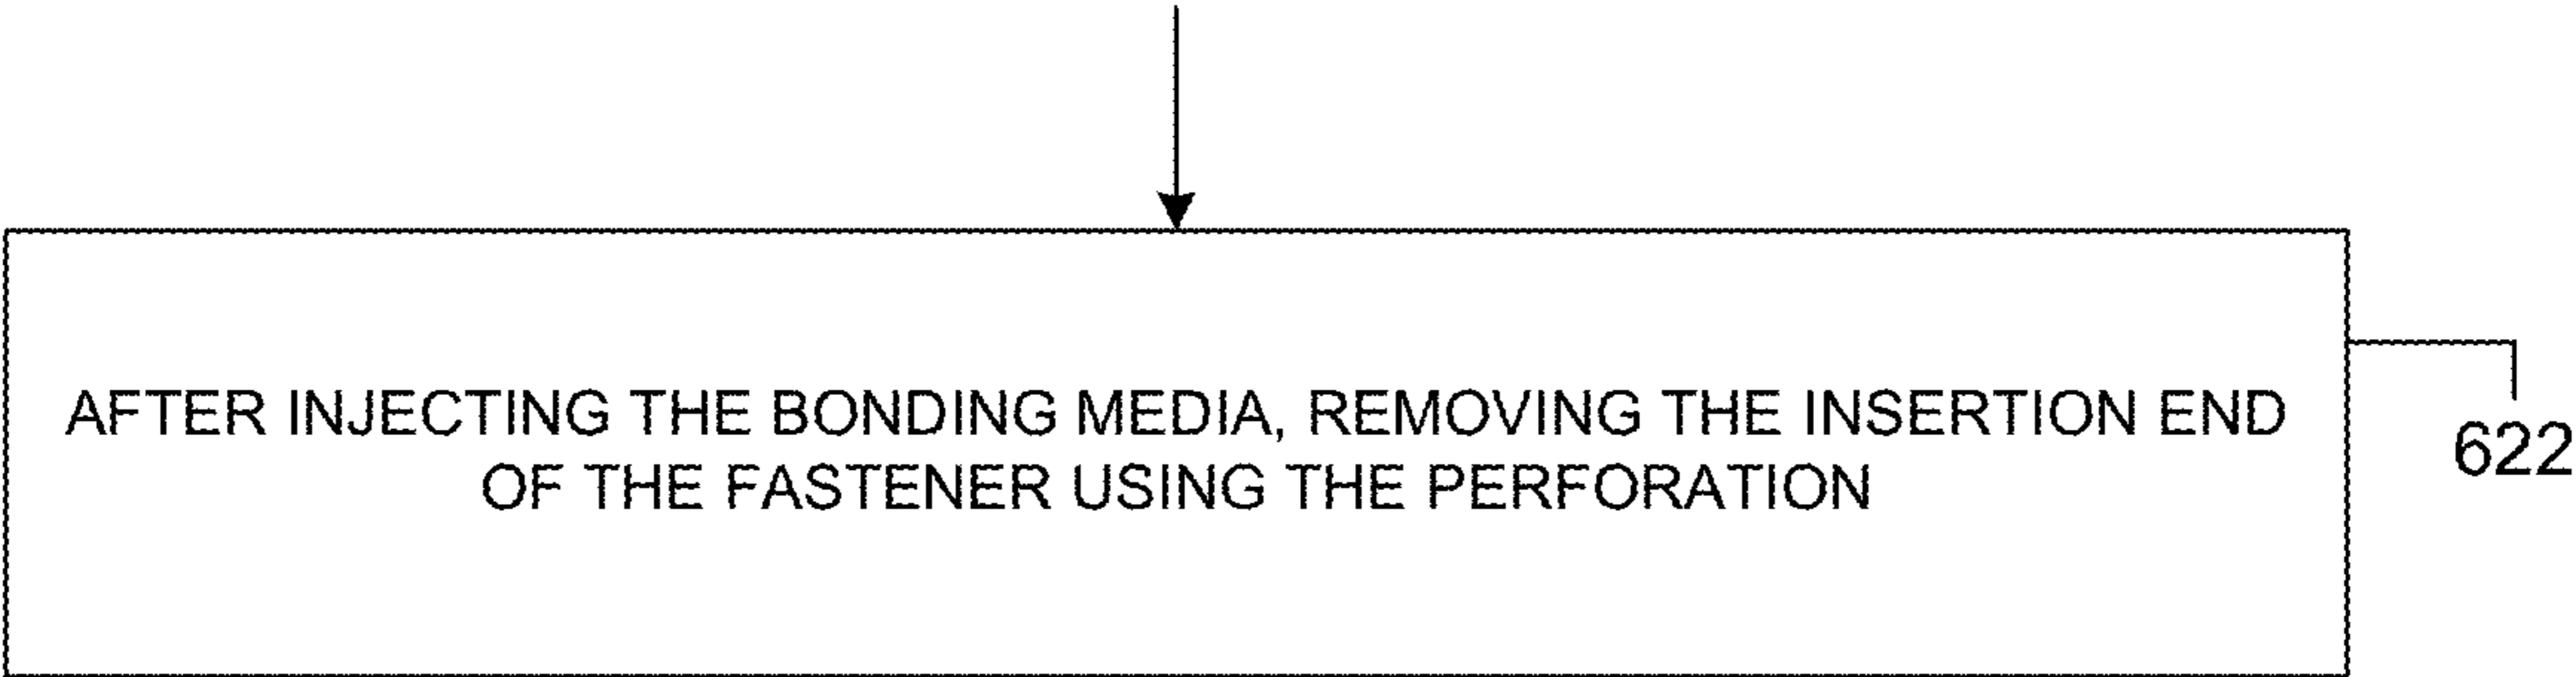 AFTER INJECTING THE BONDING MEDIA, REMOVING THE INSERTION END
OF THE FASTENER USING THE PERFORATION
622